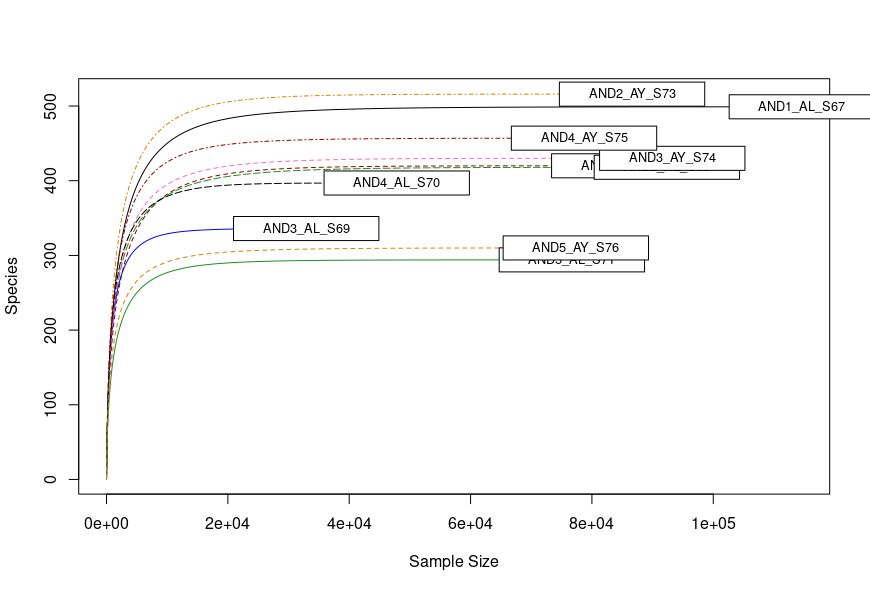 AND2_AY_S73
AND1_AL_S67
AND4_AY_S75
AND3_AY_S74
AND4_AL_S70
AND3_AL_S69
AND5_AY_S76
Species
0
100
200
300
400
500
0e+00 2e+04 4e+04 6e+04 8e+04 1e+05
Sample Size